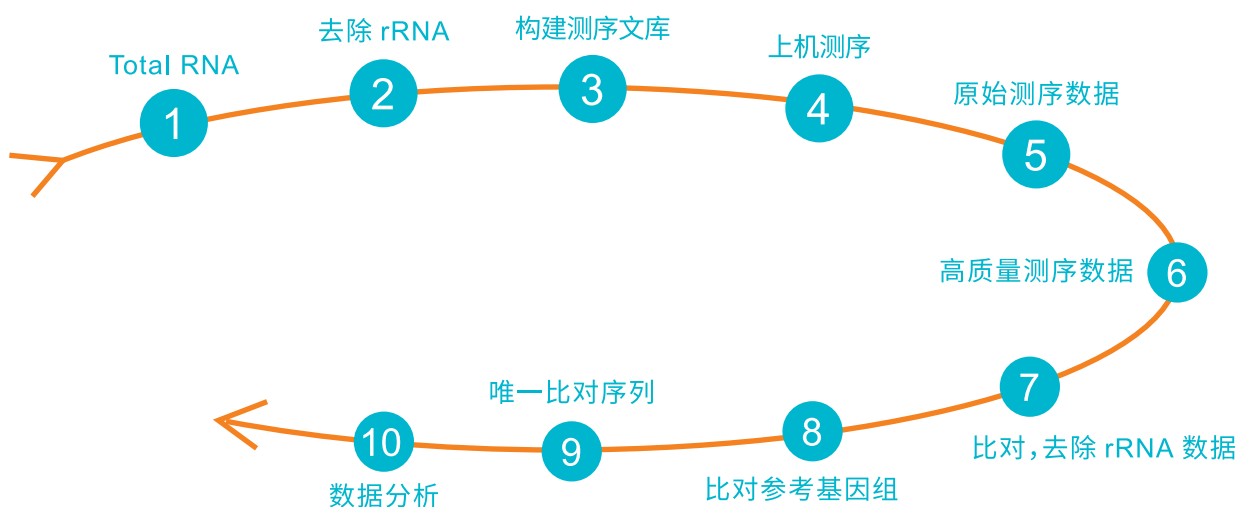 Total RNA
1
去除 rRNA
2
构建测序文库
3
上机测序
4
原始测序数据
5
高质量测序数据
6
7
比对,去除 rRNA 数据
8
比对参考基因组
唯一比对序列
9
10
数据分析